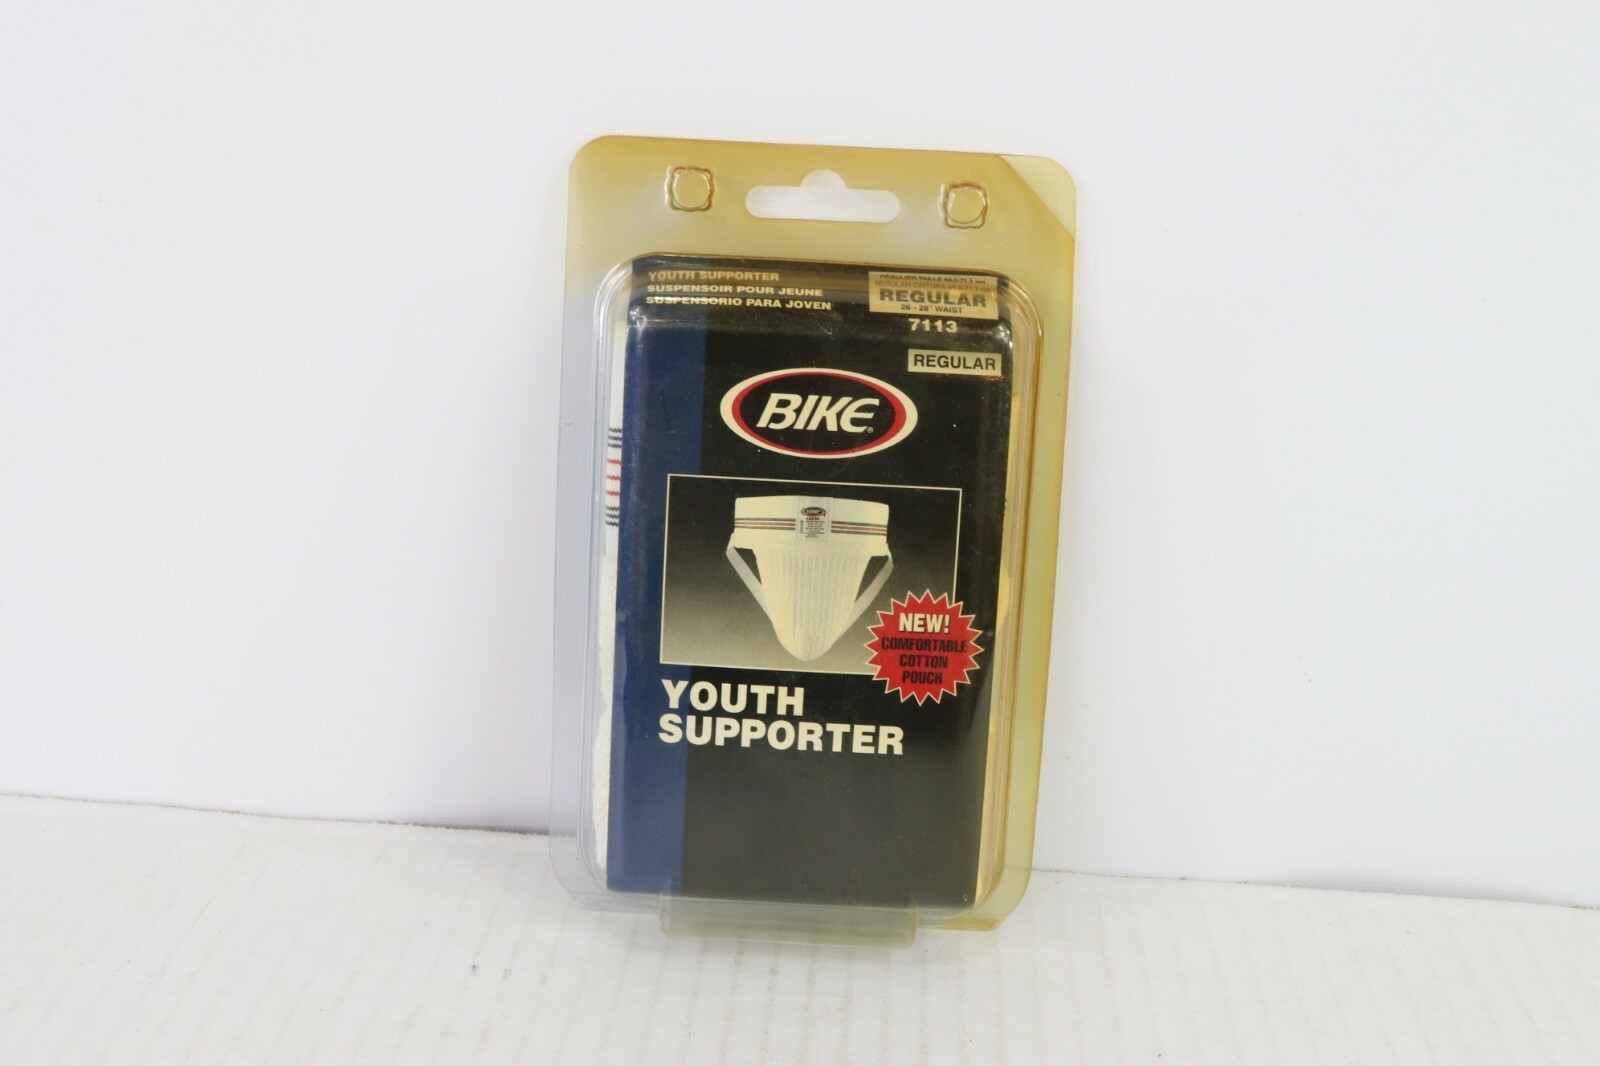 YOUTH SUPPORTER
SUSPENSOIR POUR JEUNE
SUSPENSORIO PARA JOVEN
REGULAR
26 - 28" WAIST
7113
REGULAR
BIKE®
NEW!
COMFORTABLE
COTTON
POUCH
YOUTH
SUPPORTER